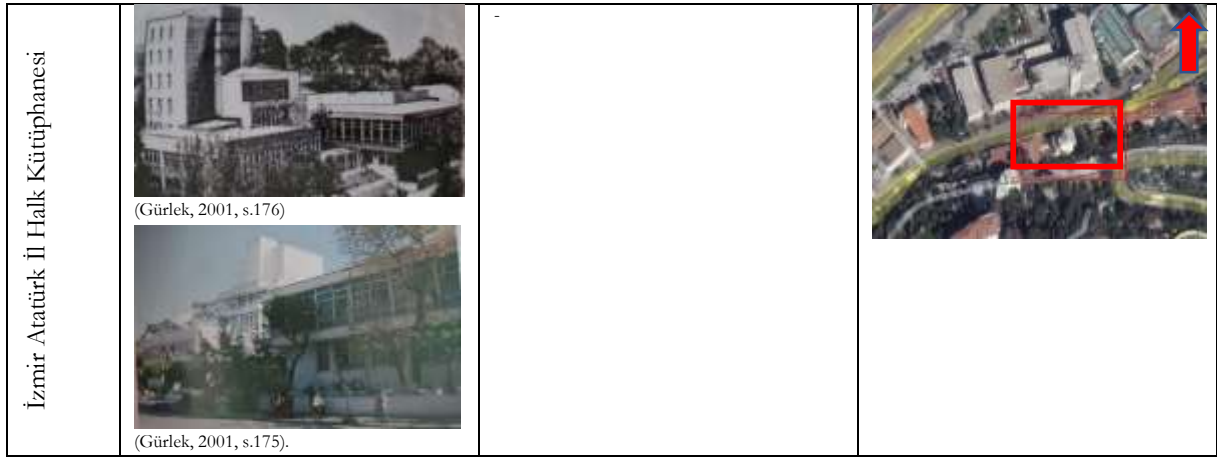 İzmir Atatürk İl Halk Kütüphanesi
(Gürlek, 2001, s.176)
(Gürlek, 2001, s.175).
-